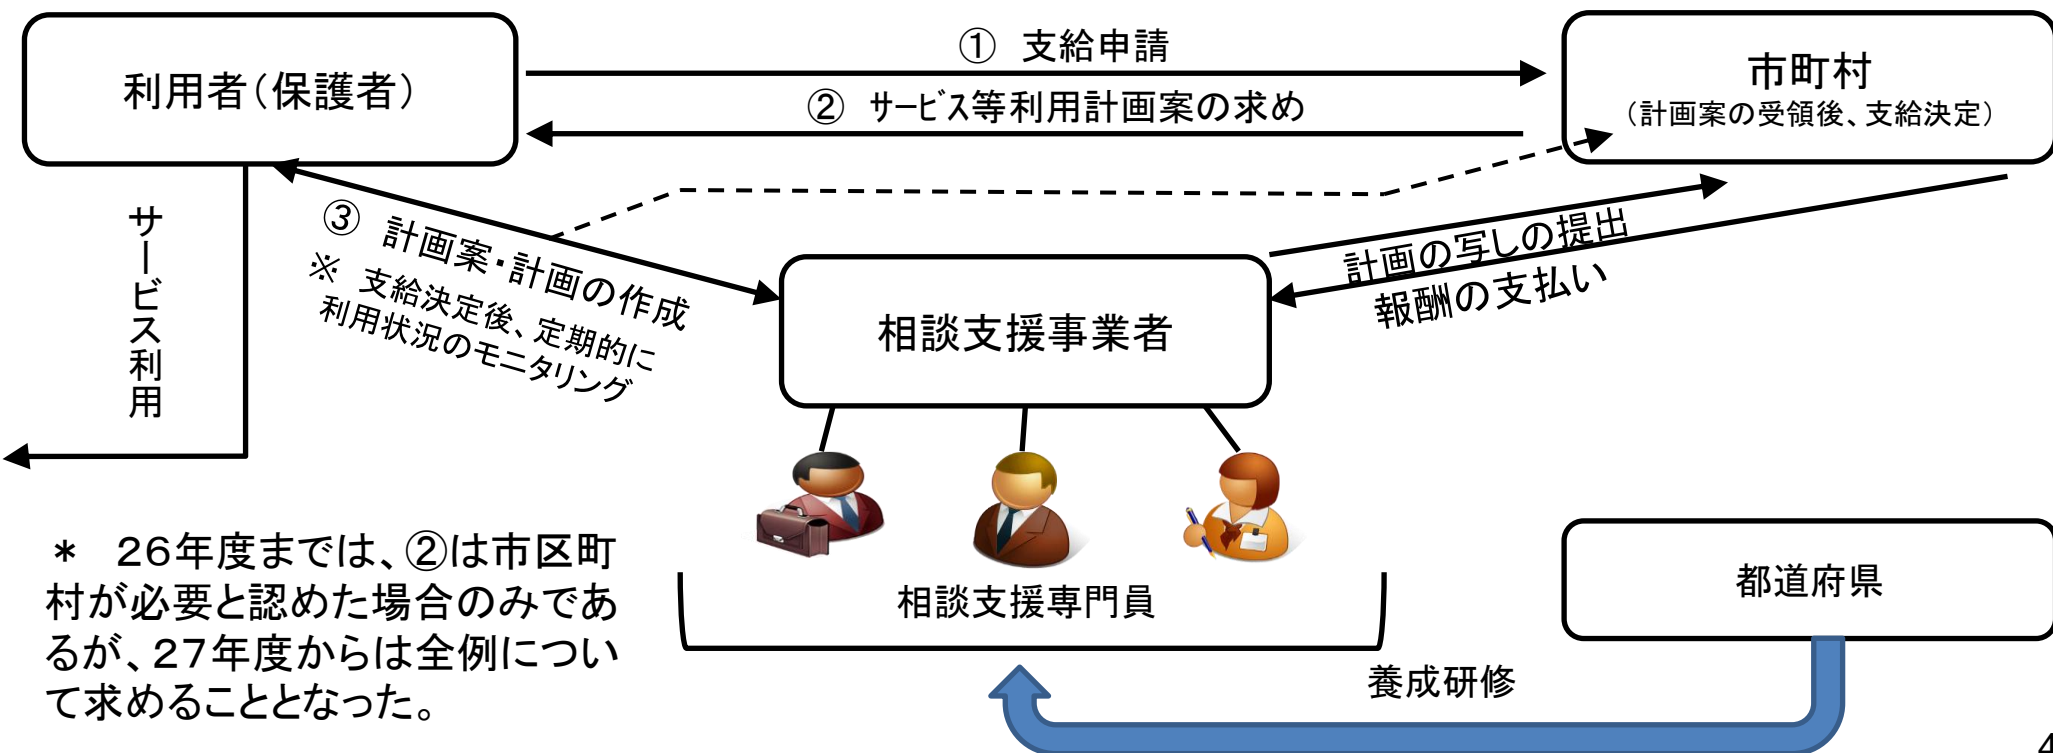 ① 支給申請
利用者(保護者)
市町村
(計画案の受領後、支給決定)
② サービス等利用計画案の求め
サービス利用
③ 計画案・計画の作成
※ 支給決定後、定期的に
利用状況のモニタリング
計画の写しの提出
報酬の支払い
相談支援事業者
* 26年度までは、②は市区町
村が必要と認めた場合のみであ
るが、27年度からは全例につい
て求めることとなった。
相談支援専門員
都道府県
養成研修
4